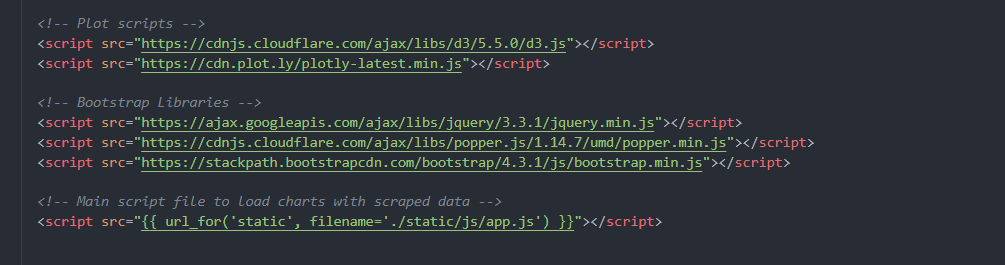 <!-- Plot scripts -->
<script src="https://cdnjs.cloudflare.com/ajax/libs/d3/5.5.0/d3.js"></script>
<script src="https://cdn.plot.ly/plotly-latest.min.js"></script>
<!-- Bootstrap Libraries -->
<script src="https://ajax.googleapis.com/ajax/libs/jquery/3.3.1/jquery.min.js"></script>
<script src="https://cdnjs.cloudflare.com/ajax/libs/popper.js/1.14.7/umd/popper.min.js"></script>
<script src="https://stackpath.bootstrapcdn.com/bootstrap/4.3.1/js/bootstrap.min.js"></script>
<!-- Main script file to load charts with scraped data -->
<script src="{{ url_for('static', filename='./static/js/app.js') }}"></script>